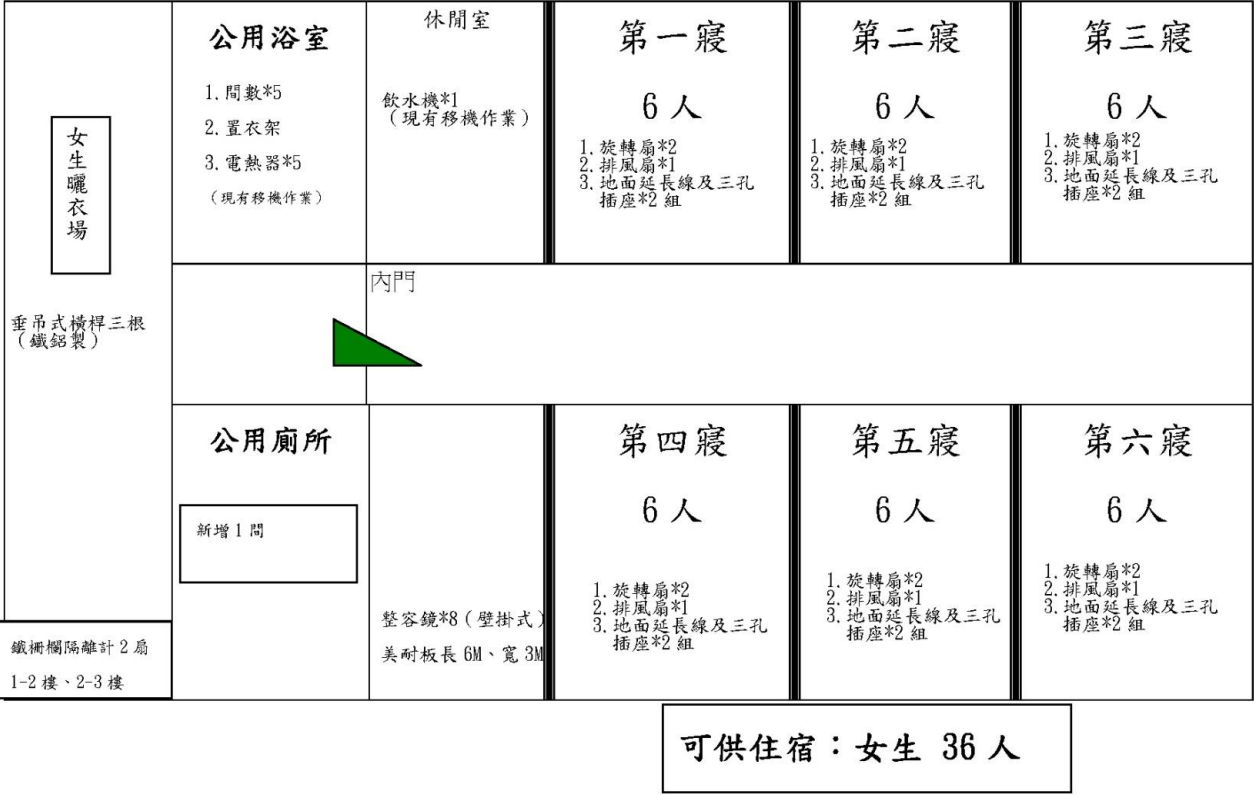 女生曬衣場
垂吊式橫桿三根
（鐵鋁製）
鐵柵欄隔離計 2 扇
1-2 樓、2-3 樓
公用浴室
1.間數*5
2.置衣架
3.電熱器*5
（現有移機作業）
休閒室
飲水機*1
（現有移機作業）
第一寢
6 人
1.旋轉扇*2
2.排風扇*1
3.地面延長線及三孔
插座*2 組
第二寢
6 人
1.旋轉扇*2
2.排風扇*1
3.地面延長線及三孔
插座*2 組
第三寢
6 人
1.旋轉扇*2
2.排風扇*1
3.地面延長線及三孔
插座*2 組
內門
公用廁所
新增 1 間
整容鏡*8（壁掛式）
美耐板長 6M、寬 3M
第四寢
6 人
1.旋轉扇*2
2.排風扇*1
3.地面延長線及三孔
插座*2 組
第五寢
6 人
1.旋轉扇*2
2.排風扇*1
3.地面延長線及三孔
插座*2 組
第六寢
6 人
1.旋轉扇*2
2.排風扇*1
3.地面延長線及三孔
插座*2 組
可供住宿：女生 36 人